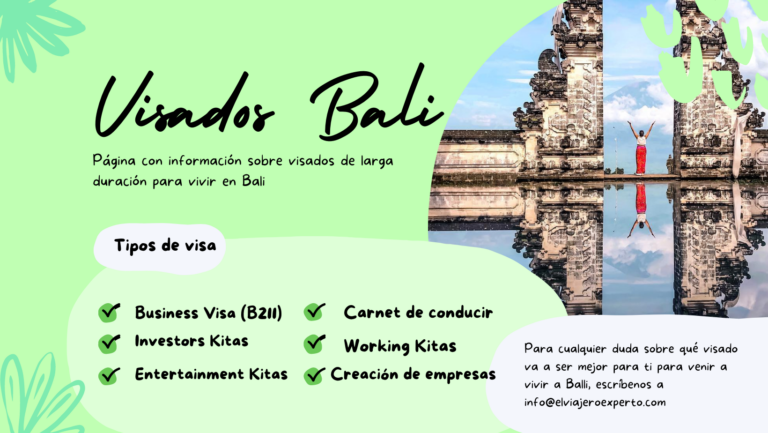 Visados Bali
Página con información sobre visados de larga
duración para vivir en Bali
Tipos de visa
Business Visa (B211)
Investors Kitas
Entertainment Kitas
Carnet de conducir
Working Kitas
Creación de empresas
Para cualquier duda sobre qué visado
va a ser mejor para ti para venir a
vivir a Balli, escríbenos a
info@elviajeroexperto.com